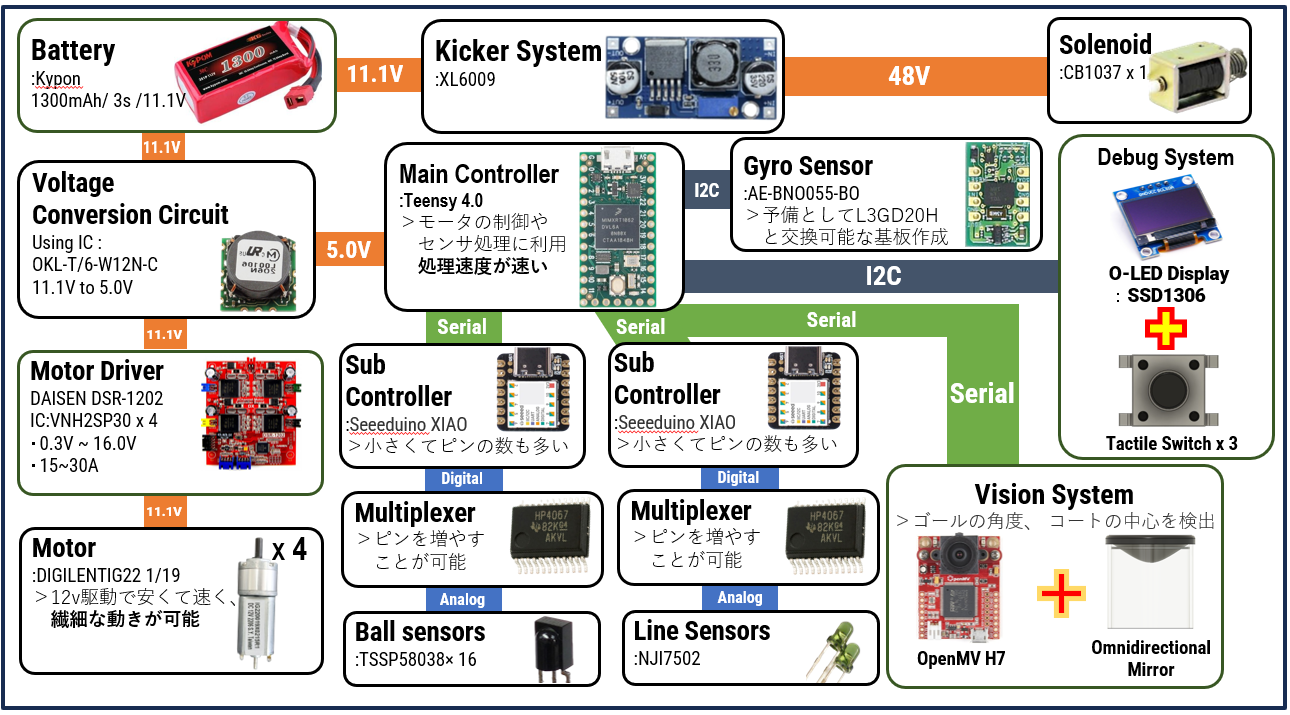 Battery
:Kypon
1300mAh/ 3s /11.1V
KYPOM
1300
11.1V
Kicker System
:XL6009
48V
Solenoid
:CB1037 x 1
11.1V
Voltage
Conversion Circuit
Using IC :
OKL-T/6-W12N-C
11.1V to 5.0V
5.0V
Main Controller
:Teensy 4.0
＞モータの制御や
センサ処理に利用
処理速度が速い
I2C
Gyro Sensor
:AE-BNO055-BO
＞予備としてL3GD20H
と交換可能な基板作成
I2C
Debug System
O-LED Display
: SSD1306
Tactile Switch x 3
11.1V
Motor Driver
DAISEN DSR-1202
IC:VNH2SP30 x 4
・0.3V ~ 16.0V
・15~30A
Serial
Serial
Serial
Serial
Sub
Controller
:Seeeduino XIAO
＞小さくてピンの数も多い
Sub
Controller
:Seeeduino XIAO
＞小さくてピンの数も多い
11.1V
Motor
x 4
:DIGILENTIG22 1/19
＞12v駆動で安くて速く、
繊細な動きが可能
Digital
Multiplexer
＞ピンを増やす
ことが可能
HP4067
82K04
AKVL
Digital
Multiplexer
＞ピンを増やす
ことが可能
HP4067
82K04
AKVL
Analog
Ball sensors
:TSSP58038× 16
Analog
Line Sensors
:NJI7502
Vision System
＞ゴールの角度、 コートの中心を検出
OpenMV H7
Omnidirectional
Mirror